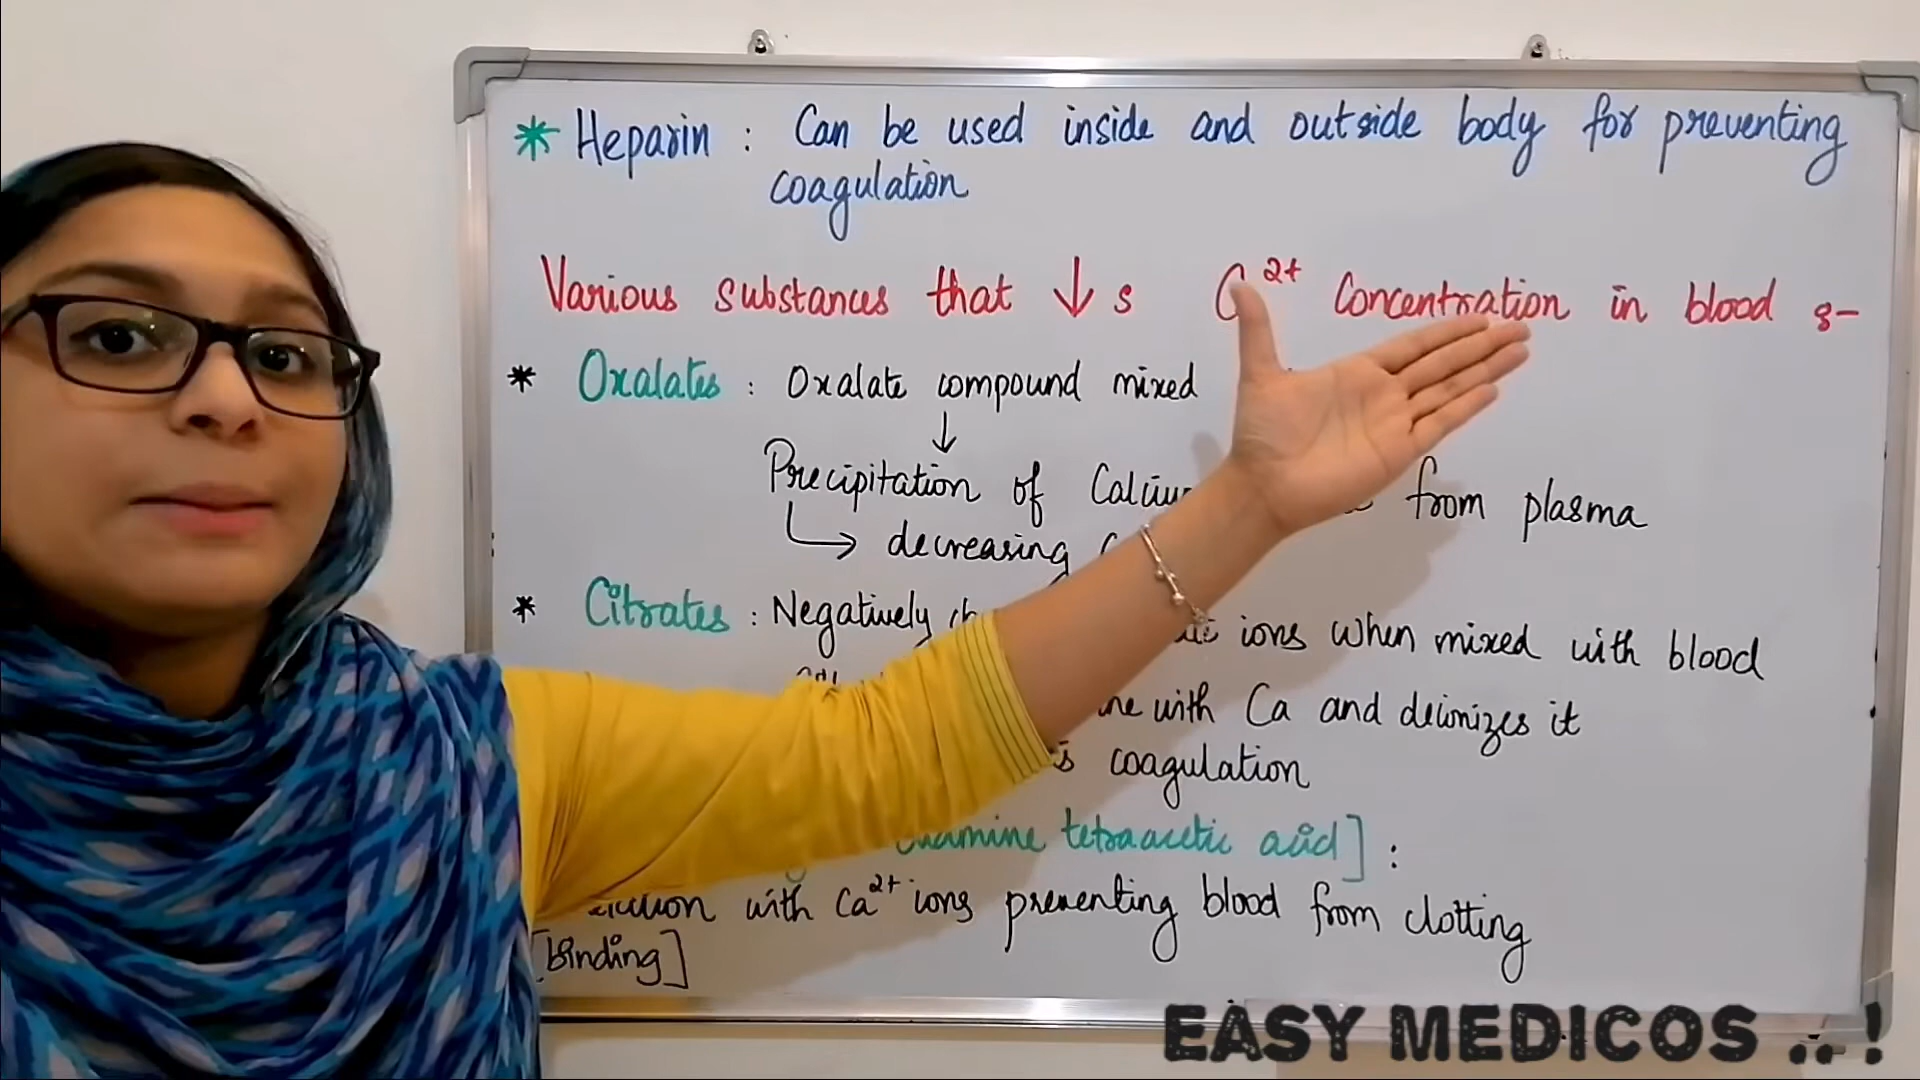 * Heparin : Can be used inside and outside body for preventing
coagulation
Various substances that ↓ s C 2+ Concentration in blood :-
* Oxalates : Oxalate compound mixed
↓
Precipitation of from plasma
↳ decreasing
* Citrates : Negatively ions when mixed with blood
with Ca and deionizes it
coagulation
tetraacetic acid] :
with Ca2+ ions preventing blood from clotting
[binding]
EASY MEDICOS ..!